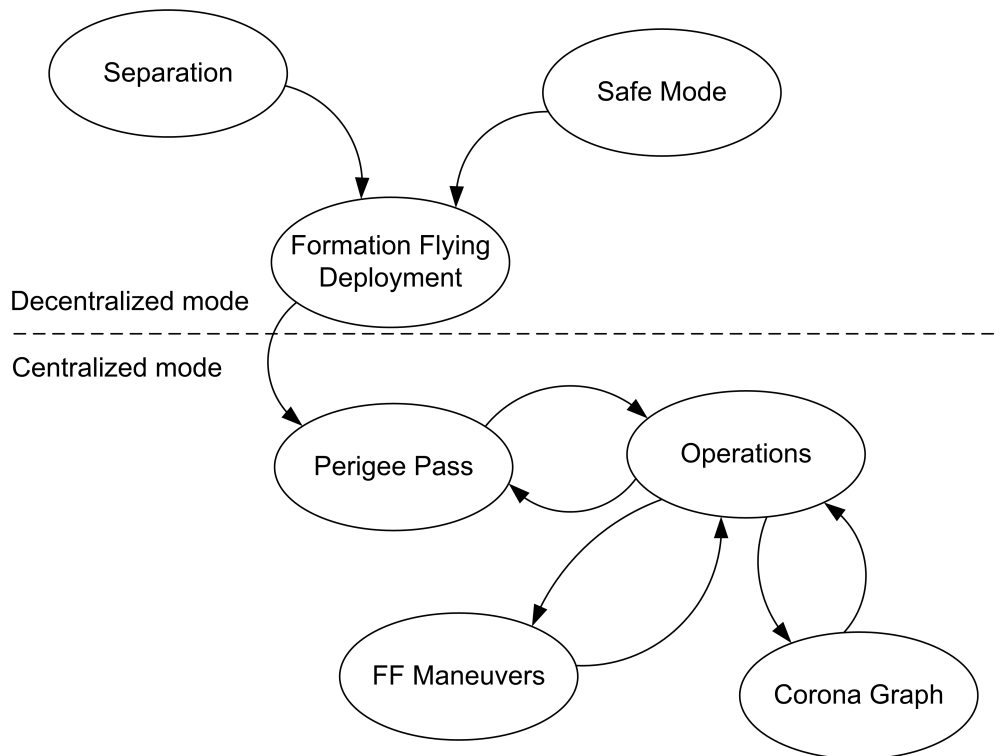 Separation
Safe Mode
Formation Flying
Deployment
Decentralized mode
Centralized mode
Perigee Pass
Operations
FF Maneuvers
Corona Graph